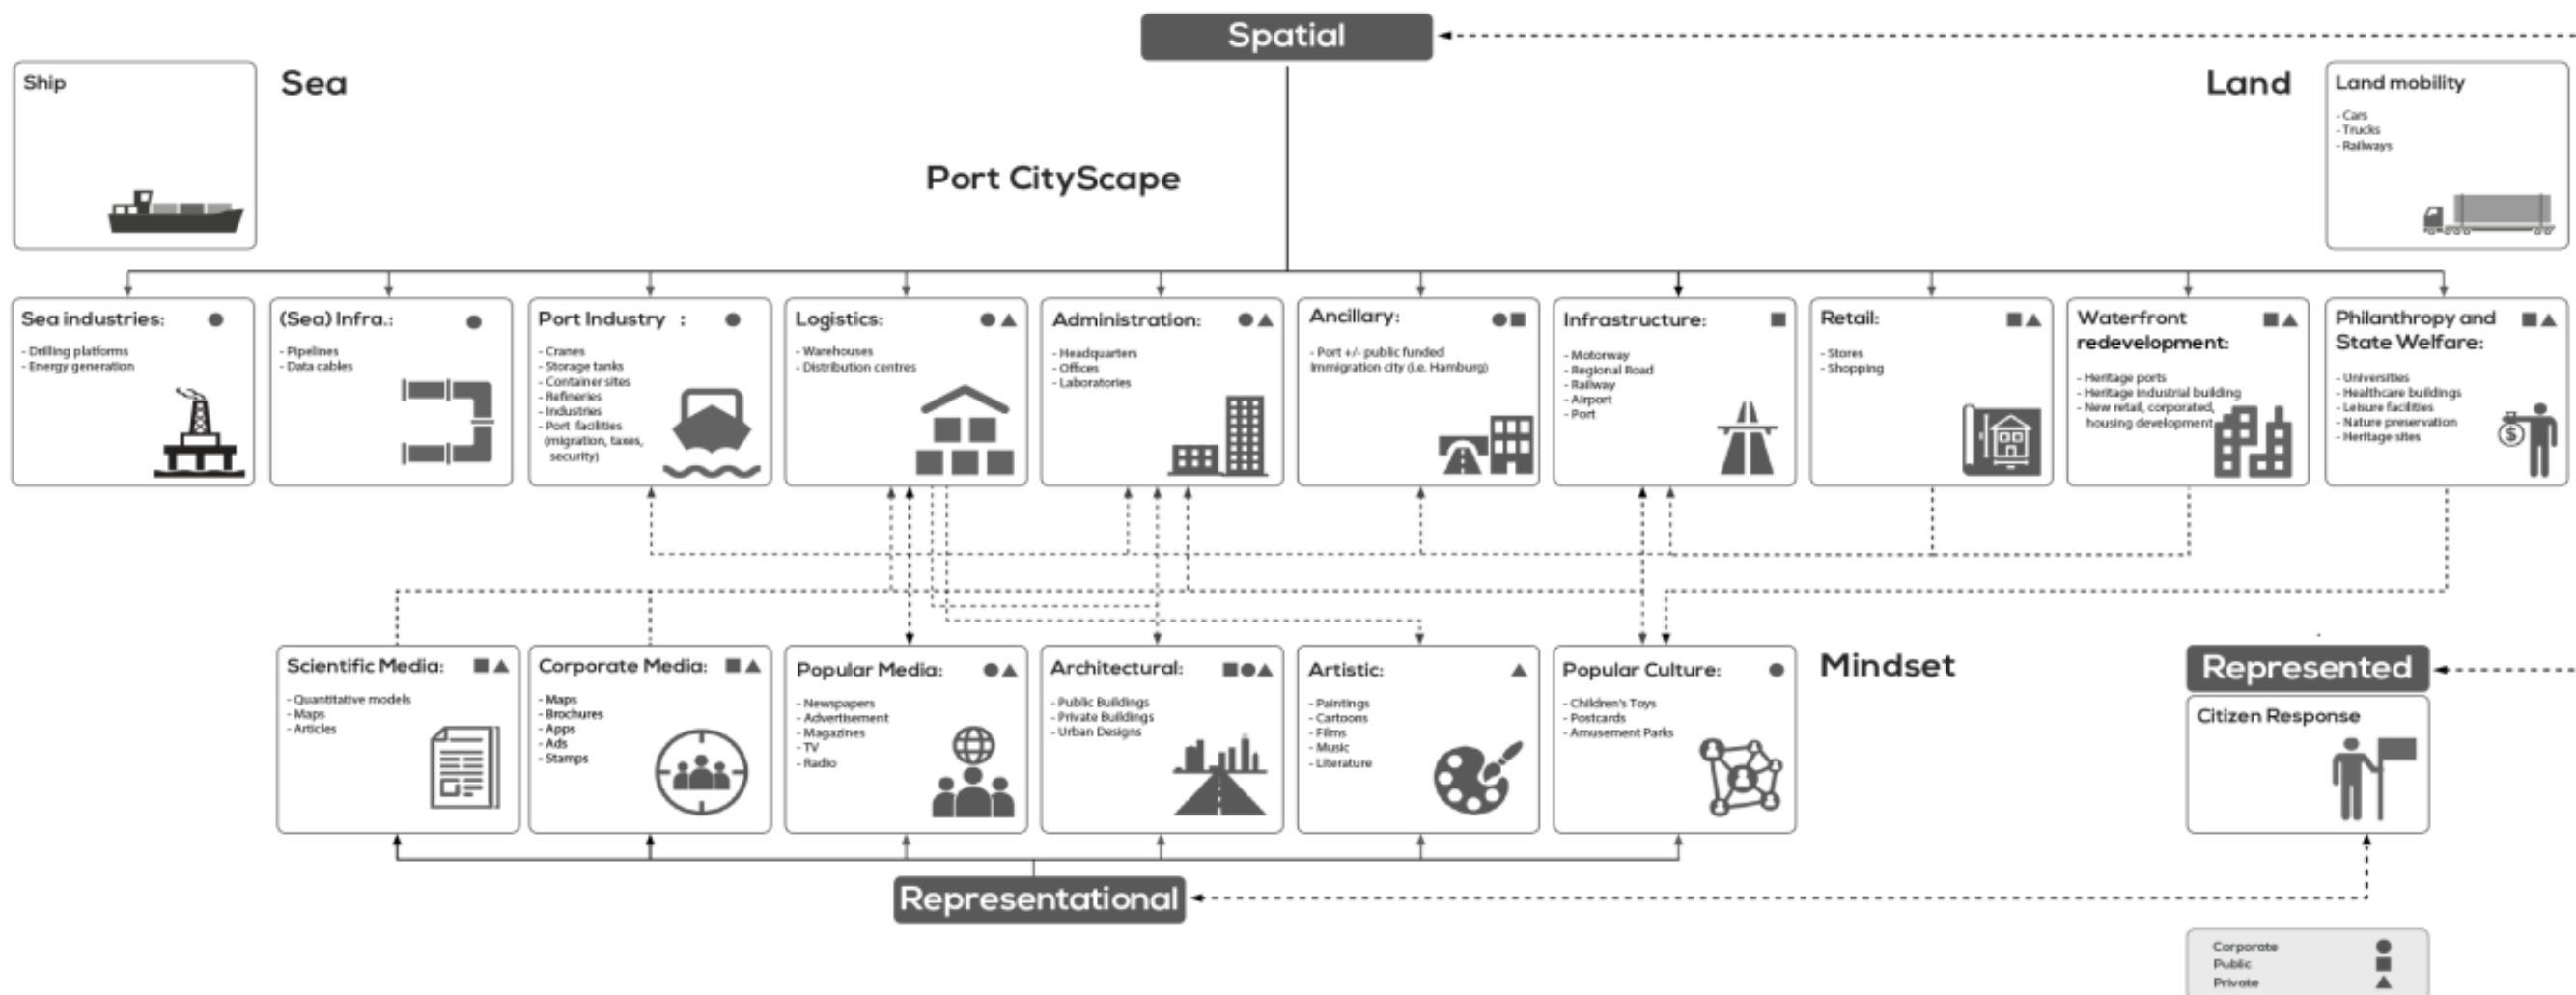 Spatial
Ship
Sea
Land
Land mobility
- Cars
- Trucks
- Railways
Port CityScape
Sea industries:
- Drilling platforms
- Energy generation
(Sea) Infra.:
- Pipelines
- Data cables
Port Industry :
- Cranes
- Storage tanks
- Container sites
- Refineries
- Industries
- Port facilities
(migration, taxes,
security)
Logistics:
- Warehouses
- Distribution centres
Administration:
- Headquarters
- Offices
- Laboratories
Ancillary:
- Port +/- public funded
Immigration city (i.e. Hamburg)
Infrastructure:
- Motorway
- Regional Road
- Railway
- Airport
- Port
Retail:
- Stores
- Shopping
Waterfront
redevelopment:
- Heritage ports
- Heritage industrial building
- New retail, corporated,
housing development
Philanthropy and
State Welfare:
- Universities
- Healthcare buildings
- Leisure facilities
- Nature preservation
- Heritage sites
$
Scientific Media:
- Quantitative models
- Maps
- Articles
Corporate Media:
- Maps
- Brochures
- Apps
- Ads
- Stamps
Popular Media:
- Newspapers
- Advertisement
- Magazines
- TV
- Radio
Architectural:
- Public Buildings
- Private Buildings
- Urban Designs
Artistic:
- Paintings
- Cartoons
- Films
- Music
- Literature
Popular Culture:
- Children's Toys
- Postcards
- Amusement Parks
Mindset
Represented
Citizen Response
Representational
Corporate
Public
Private